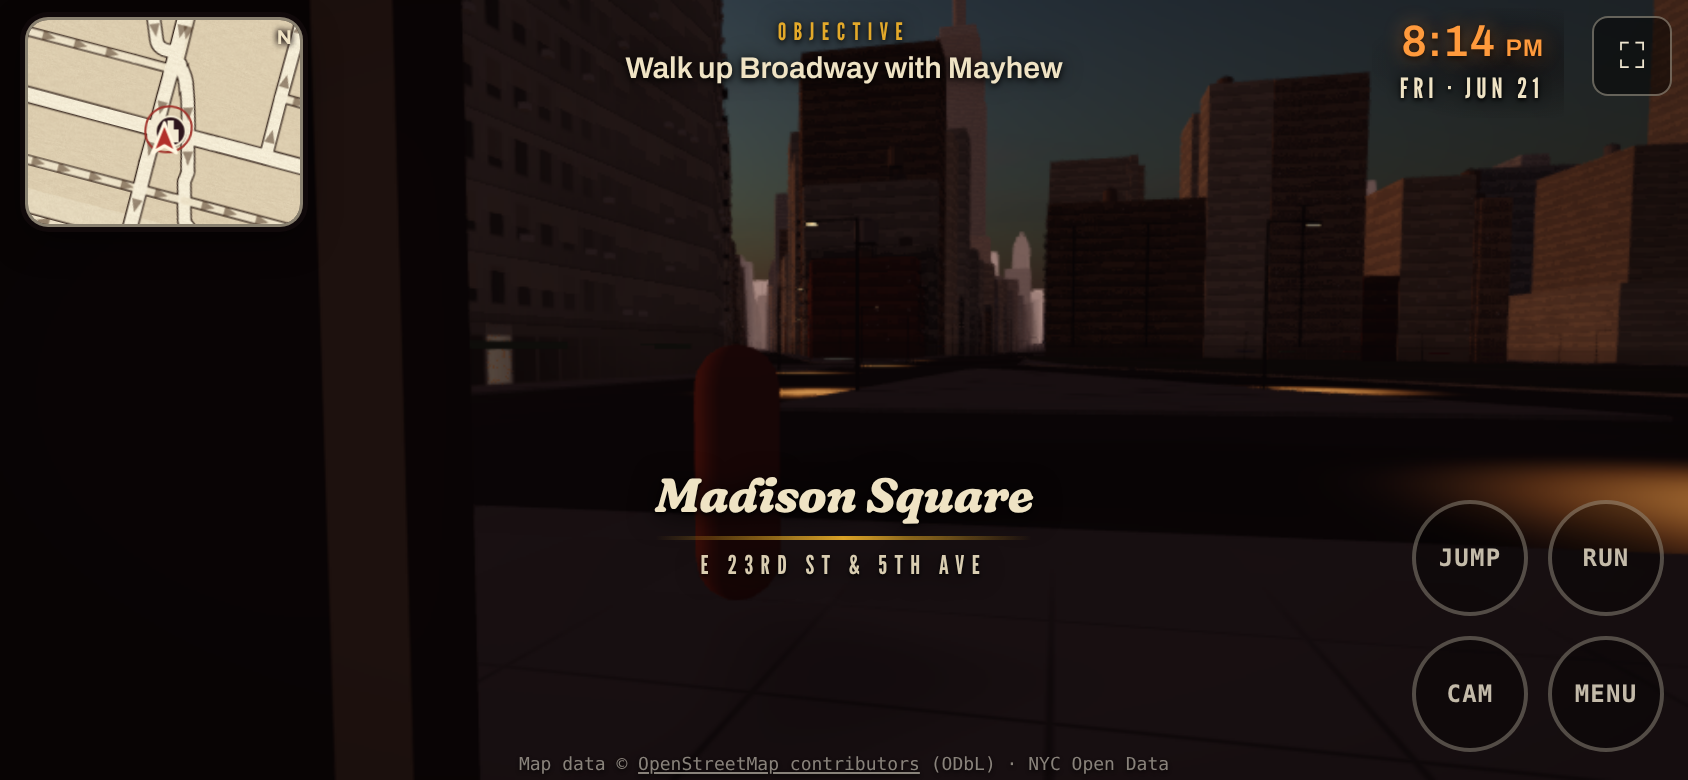 N
OBJECTIVE
Walk up Broadway with Mayhew
8:14 PM
FRI · JUN 21
Madison Square
E 23RD ST & 5TH AVE
JUMP
RUN
CAM
MENU
Map data © OpenStreetMap contributors (ODbL) · NYC Open Data